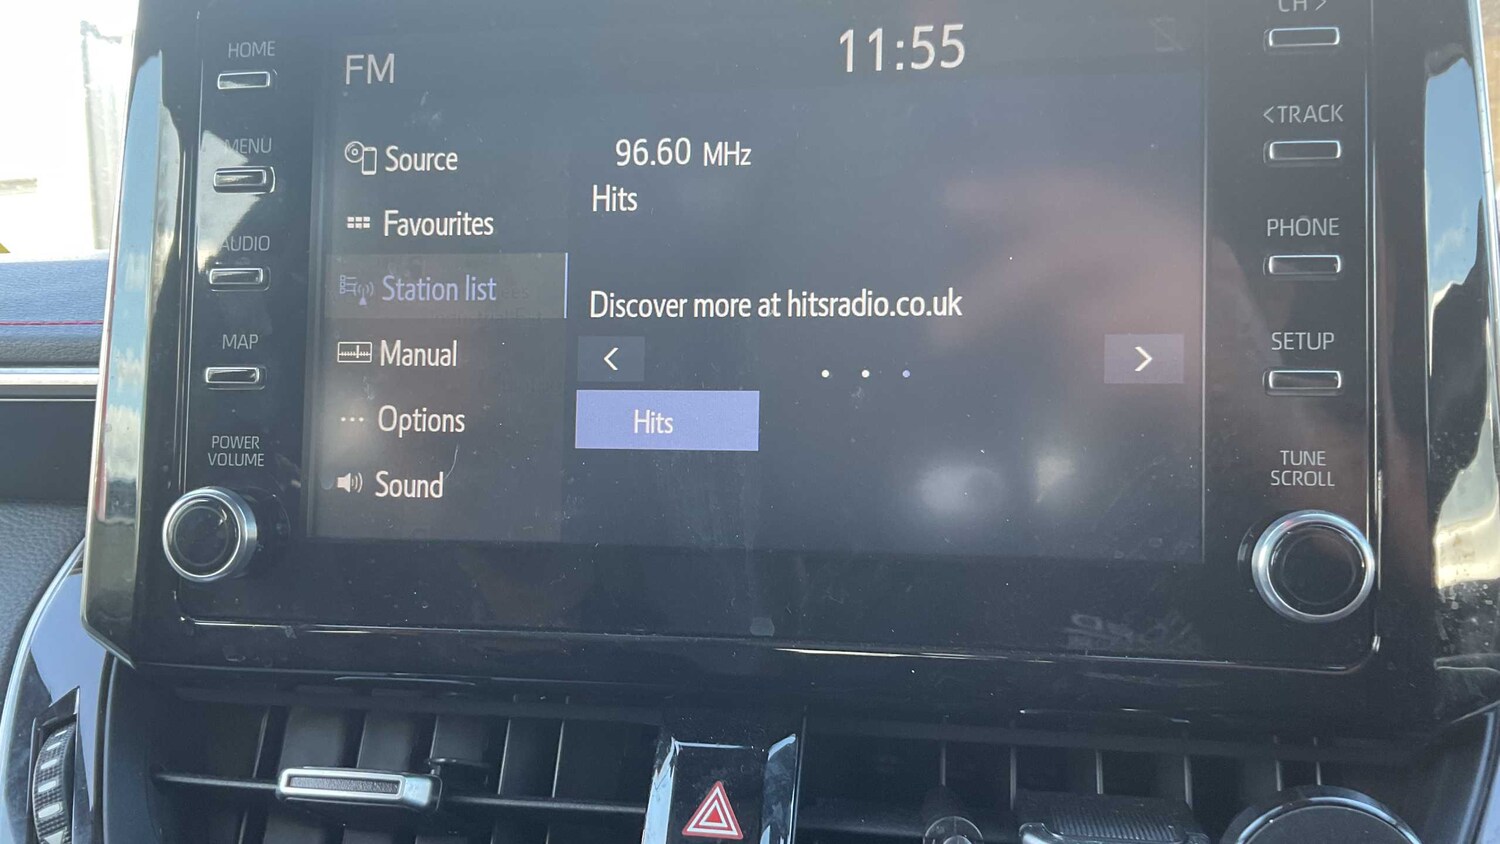 HOME
MENU
AUDIO
MAP
POWER
VOLUME
FM
11:55
Source
Favourites
Station list
Manual
Options
Sound
96.60 MHz
Hits
Discover more at hitsradio.co.uk
<
>
Hits
CH >
<TRACK
PHONE
SETUP
TUNE
SCROLL